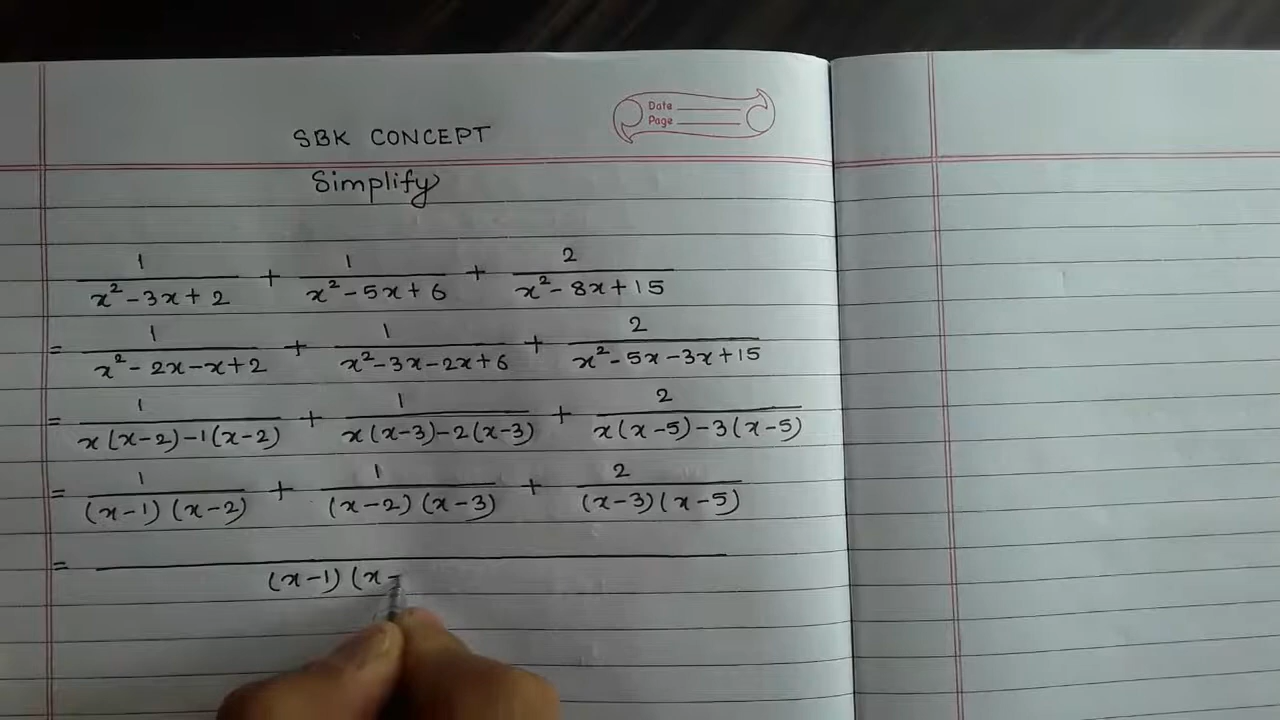 Date
Page
SBK CONCEPT
Simplify
1/(x²-3x+2) + 1/(x²-5x+6) + 2/(x²-8x+15)
= 1/(x²-2x-x+2) + 1/(x²-3x-2x+6) + 2/(x²-5x-3x+15)
= 1/(x(x-2)-1(x-2)) + 1/(x(x-3)-2(x-3)) + 2/(x(x-5)-3(x-5))
= 1/((x-1)(x-2)) + 1/((x-2)(x-3)) + 2/((x-3)(x-5))
= /(x-1)(x-